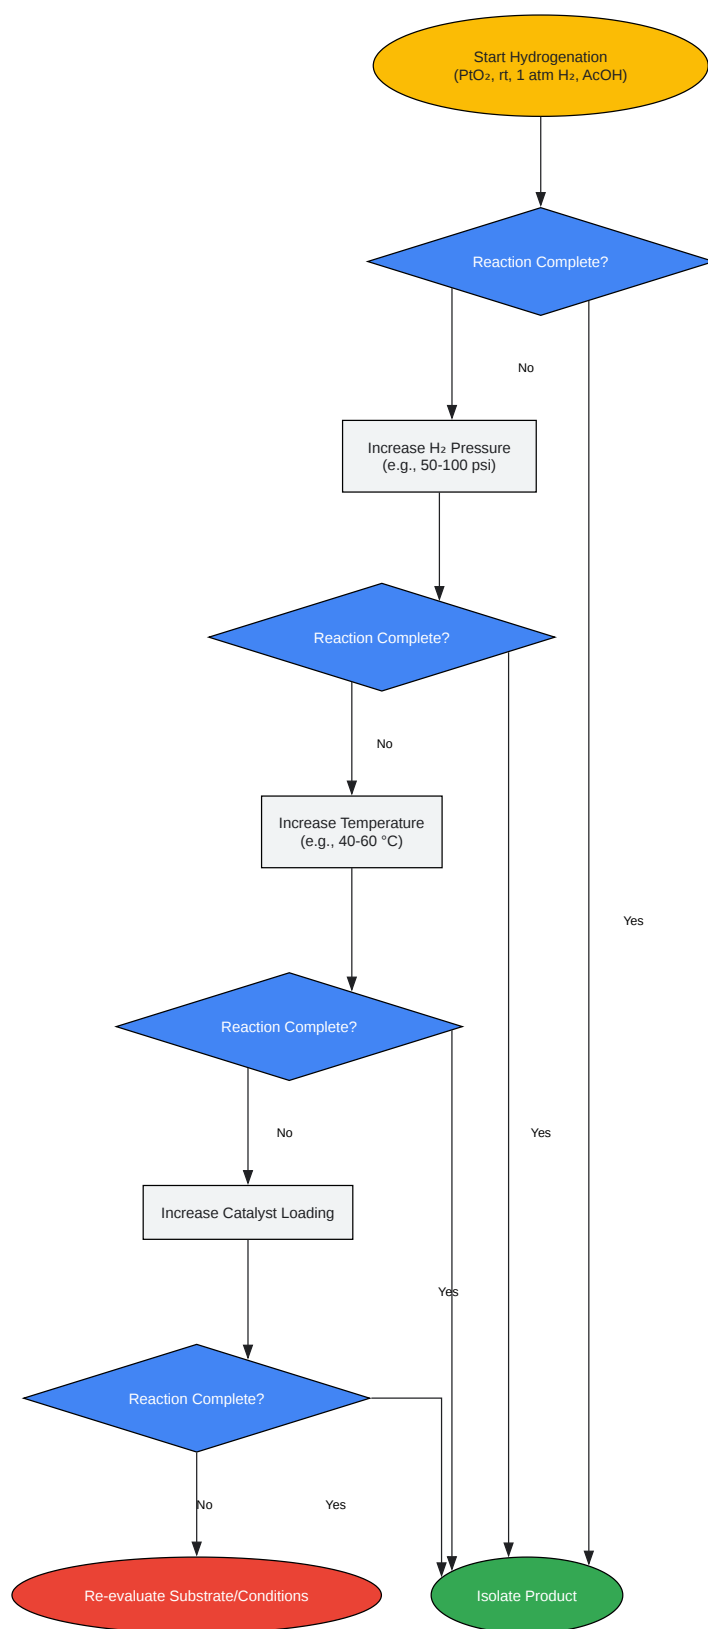 Start Hydrogenation
(PtO₂, rt, 1 atm H₂, AcOH)
Reaction Complete?
No
Increase H₂ Pressure
(e.g., 50-100 psi)
Reaction Complete?
No
Increase Temperature
(e.g., 40-60 °C)
Yes
Reaction Complete?
No
Yes
Increase Catalyst Loading
Yes
Reaction Complete?
No
Yes
Re-evaluate Substrate/Conditions
Isolate Product